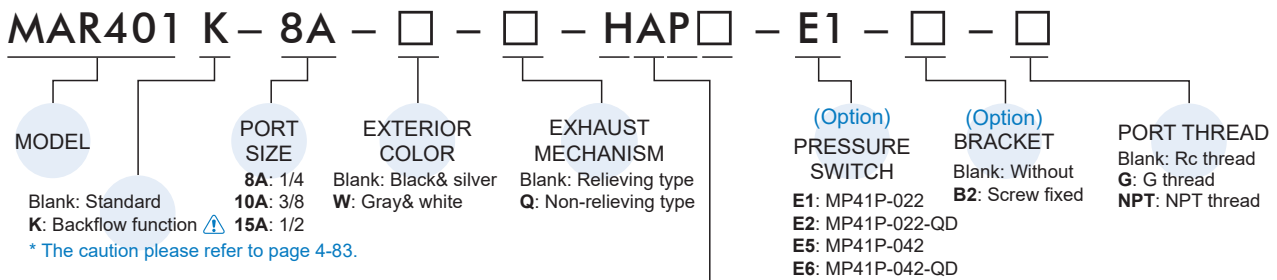 MAR401 K – 8A – □ – □ – HAP□ – E1 – □ – □
MODEL
Blank: Standard
K: Backflow function ⚠
* The caution please refer to page 4-83.
PORT
SIZE
8A: 1/4
10A: 3/8
15A: 1/2
EXTERIOR
COLOR
Blank: Black& silver
W: Gray& white
EXHAUST
MECHANISM
Blank: Relieving type
Q: Non-relieving type
(Option)
PRESSURE
SWITCH
E1: MP41P-022
E2: MP41P-022-QD
E5: MP41P-042
E6: MP41P-042-QD
(Option)
BRACKET
Blank: Without
B2: Screw fixed
PORT THREAD
Blank: Rc thread
G: G thread
NPT: NPT thread